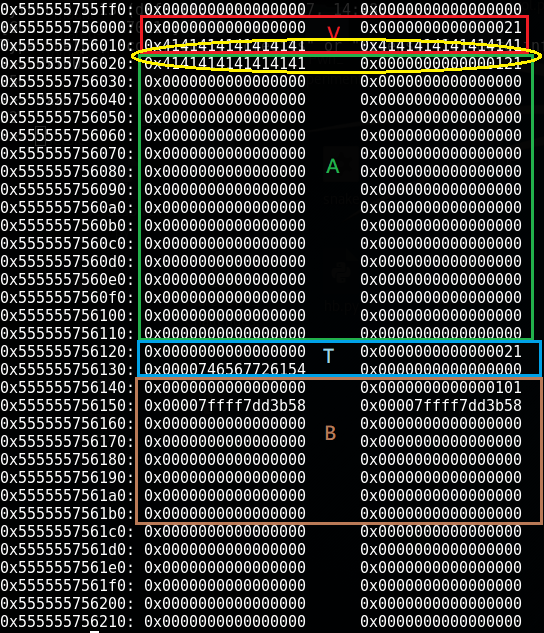 0x555555755ff0: 0x0000000000000000 0x0000000000000000
0x555555756000: 0x0000000000000000 V 0x0000000000000021
0x555555756010: 0x4141414141414141 0x4141414141414141
0x555555756020: 0x4141414141414141 0x0000000000000121
0x555555756030: 0x0000000000000000 0x0000000000000000
0x555555756040: 0x0000000000000000 0x0000000000000000
0x555555756050: 0x0000000000000000 0x0000000000000000
0x555555756060: 0x0000000000000000 0x0000000000000000
0x555555756070: 0x0000000000000000 0x0000000000000000
0x555555756080: 0x0000000000000000 A 0x0000000000000000
0x555555756090: 0x0000000000000000 0x0000000000000000
0x5555557560a0: 0x0000000000000000 0x0000000000000000
0x5555557560b0: 0x0000000000000000 0x0000000000000000
0x5555557560c0: 0x0000000000000000 0x0000000000000000
0x5555557560d0: 0x0000000000000000 0x0000000000000000
0x5555557560e0: 0x0000000000000000 0x0000000000000000
0x5555557560f0: 0x0000000000000000 0x0000000000000000
0x555555756100: 0x0000000000000000 0x0000000000000000
0x555555756110: 0x0000000000000000 0x0000000000000000
0x555555756120: 0x0000000000000000 T 0x0000000000000021
0x555555756130: 0x0000746567726154 0x0000000000000000
0x555555756140: 0x0000000000000000 0x0000000000000101
0x555555756150: 0x00007ffff7dd3b58 0x00007ffff7dd3b58
0x555555756160: 0x0000000000000000 0x0000000000000000
0x555555756170: 0x0000000000000000 B 0x0000000000000000
0x555555756180: 0x0000000000000000 0x0000000000000000
0x555555756190: 0x0000000000000000 0x0000000000000000
0x5555557561a0: 0x0000000000000000 0x0000000000000000
0x5555557561b0: 0x0000000000000000 0x0000000000000000
0x5555557561c0: 0x0000000000000000 0x0000000000000000
0x5555557561d0: 0x0000000000000000 0x0000000000000000
0x5555557561e0: 0x0000000000000000 0x0000000000000000
0x5555557561f0: 0x0000000000000000 0x0000000000000000
0x555555756200: 0x0000000000000000 0x0000000000000000
0x555555756210: 0x0000000000000000 0x0000000000000000